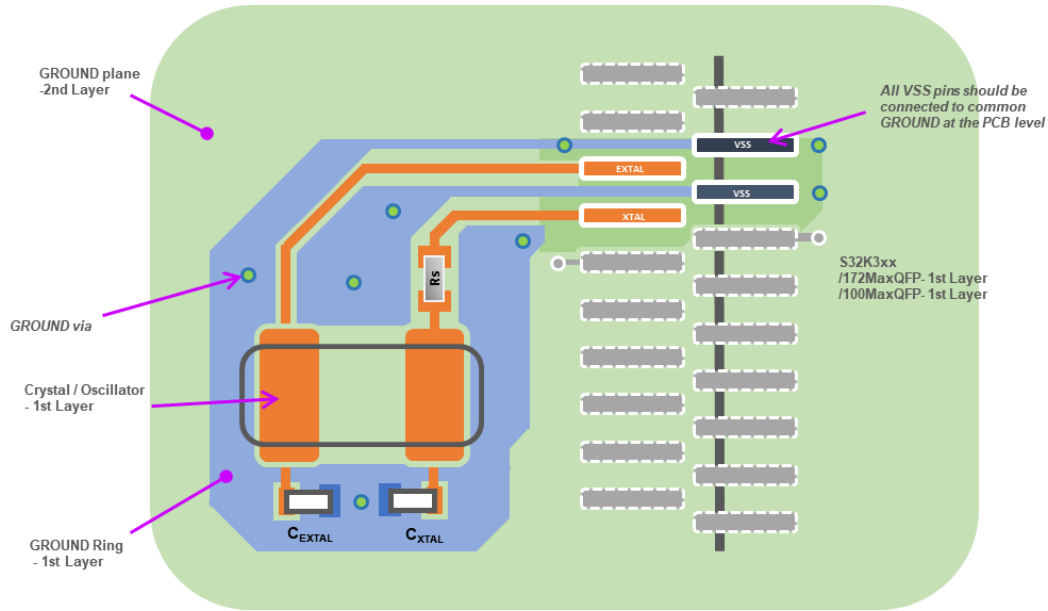 GROUND plane
-2nd Layer
All VSS pins should be
connected to common
GROUND at the PCB level
VSS
EXTAL
VSS
XTAL
S32K3xx
/172MaxQFP- 1st Layer
/100MaxQFP- 1st Layer
Rs
GROUND via
Crystal / Oscillator
- 1st Layer
CEXTAL
CXTAL
GROUND Ring
- 1st Layer